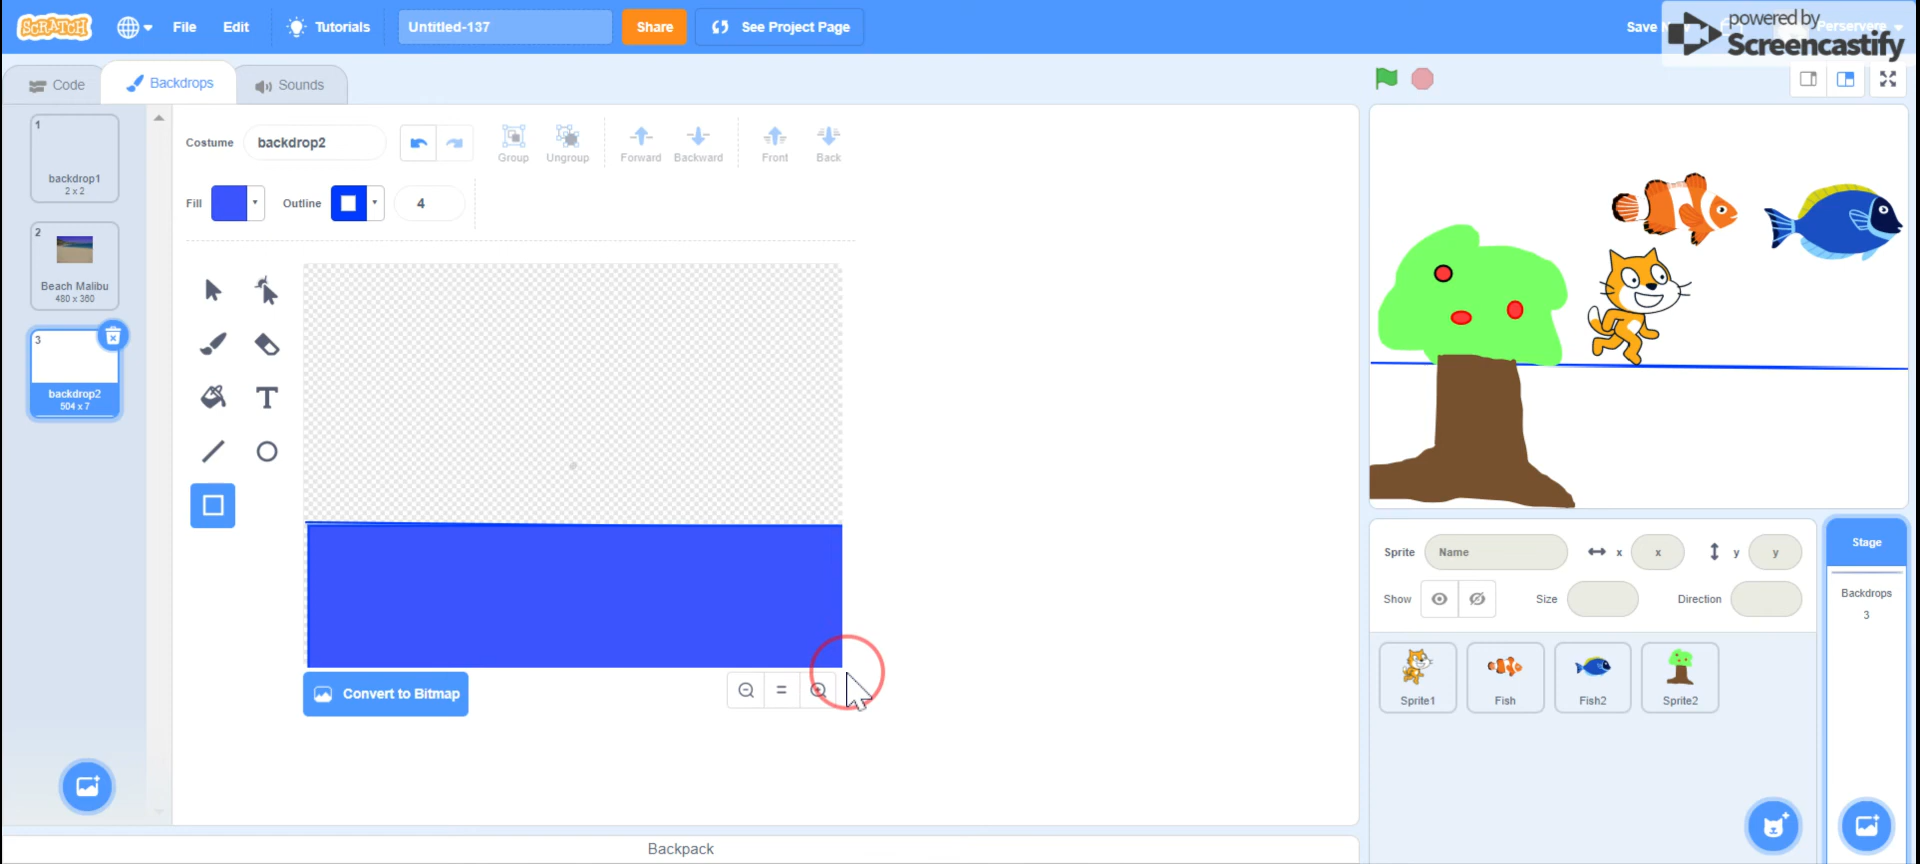 SCRATCH File Edit Tutorials Untitled-137 Share See Project Page Save
powered by
Screencastify
Code Backdrops Sounds
1
backdrop1
2 x 2
2
Beach Malibu
480 x 360
3
backdrop2
504 x 7
Costume backdrop2
Group Ungroup Forward Backward Front Back
Fill Outline 4
T
Convert to Bitmap
Backpack
Sprite Name x x y y
Show Size Direction
Sprite1 Fish Fish2 Sprite2
Stage
Backdrops
3